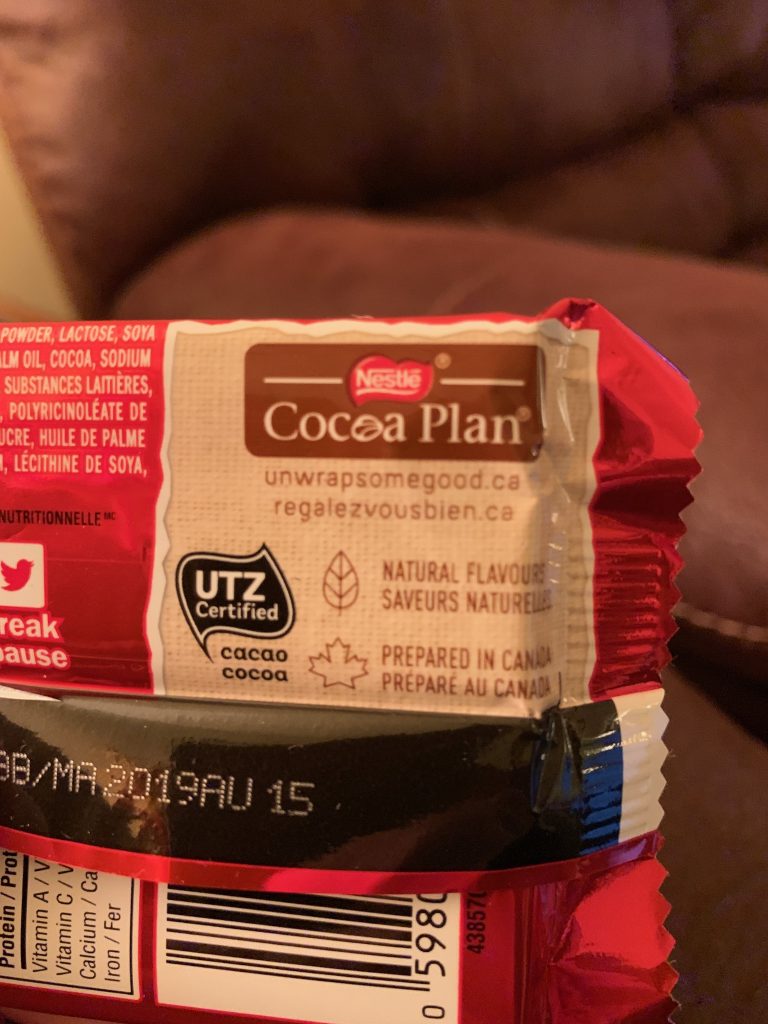 POWDER, LACTOSE, SOYA
ALM OIL, COCOA, SODIUM
SUBSTANCES LAITIÈRES,
, POLYRICINOLÉATE DE
UCRE, HUILE DE PALME
, LÉCITHINE DE SOYA,
NUTRITIONNELLE MC
reak
pause
Nestlé®
Cocoa Plan®
unwrapsomegood.ca
regalezvousbien.ca
UTZ
Certified
cacao
cocoa
NATURAL FLAVOURS
SAVEURS NATURELLES
PREPARED IN CANADA
PRÉPARÉ AU CANADA
BB/MA 2019AU 15
Protein / Prot
Vitamin A / V
Vitamin C / V
Calcium / Ca
Iron / Fer
0 5980
438570